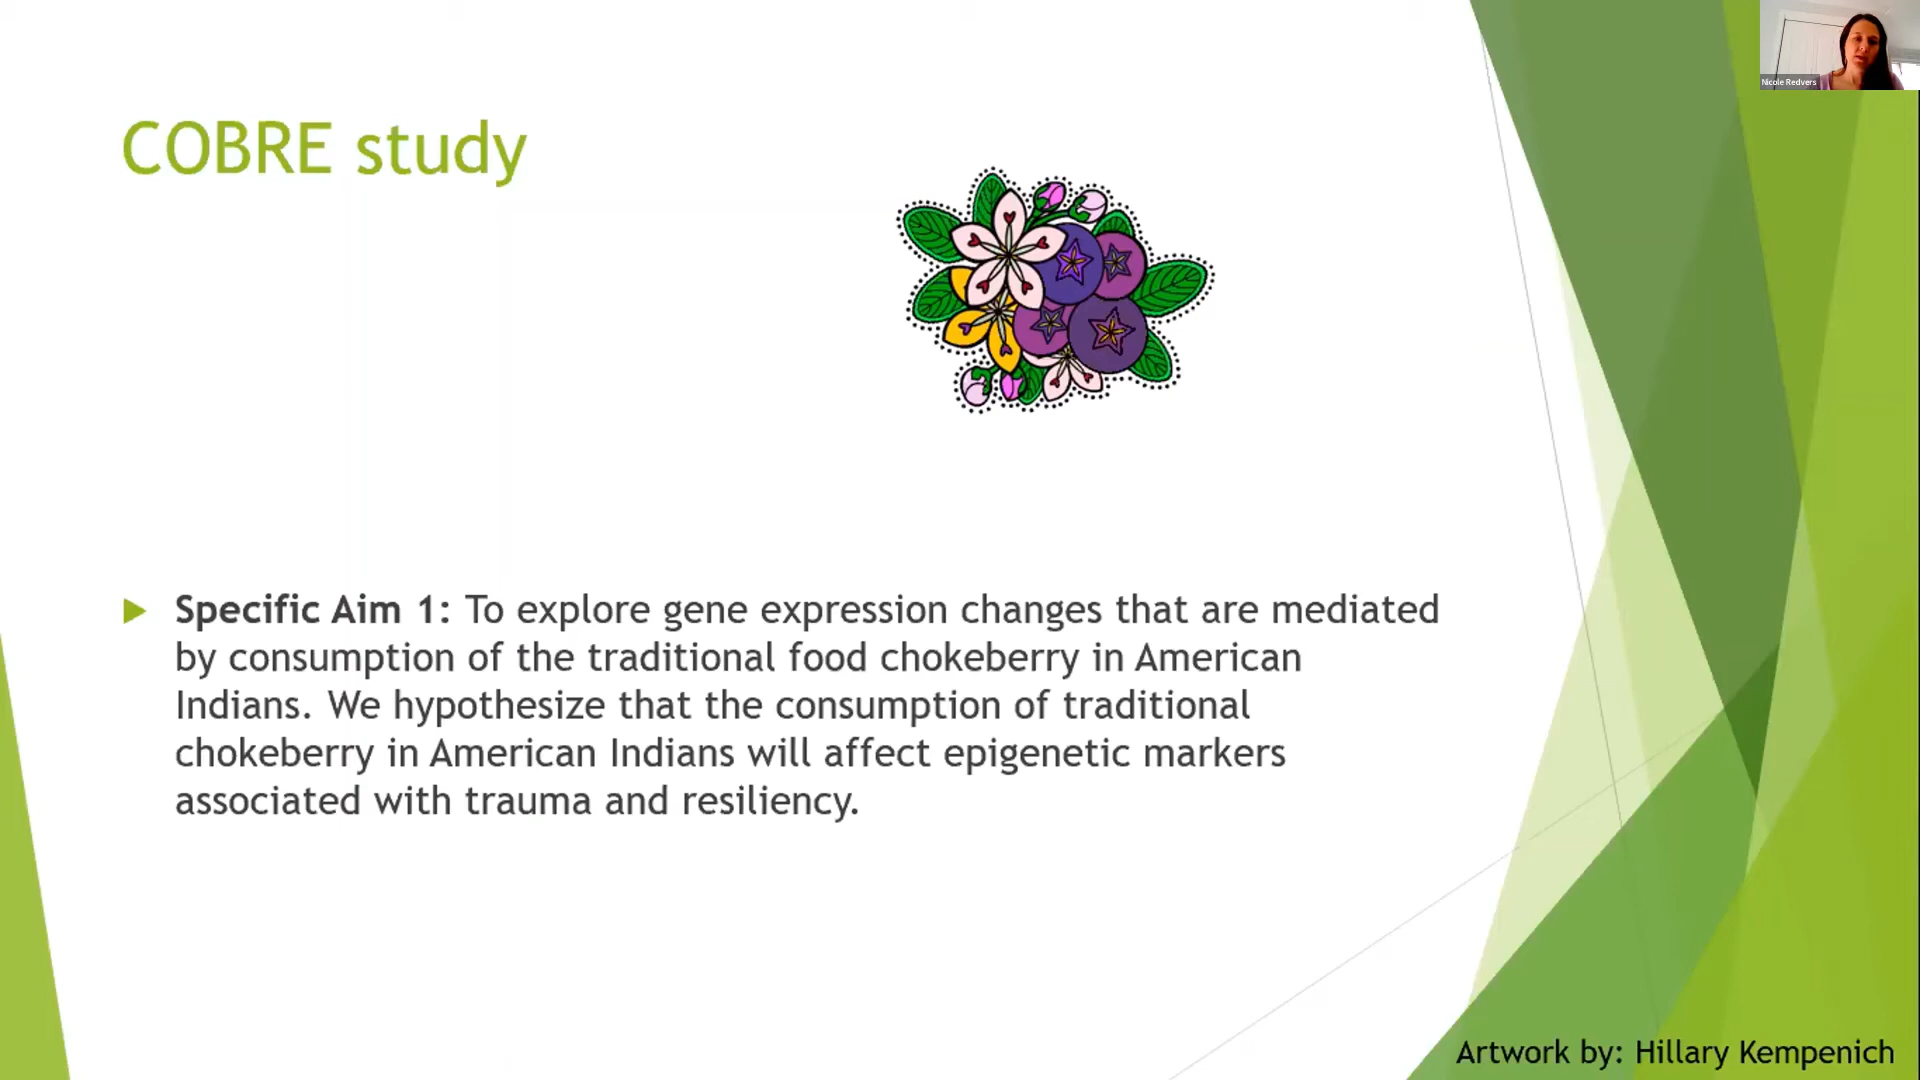 Nicole Redvers
COBRE study
Specific Aim 1: To explore gene expression changes that are mediated
by consumption of the traditional food chokeberry in American
Indians. We hypothesize that the consumption of traditional
chokeberry in American Indians will affect epigenetic markers
associated with trauma and resiliency.
Artwork by: Hillary Kempenich